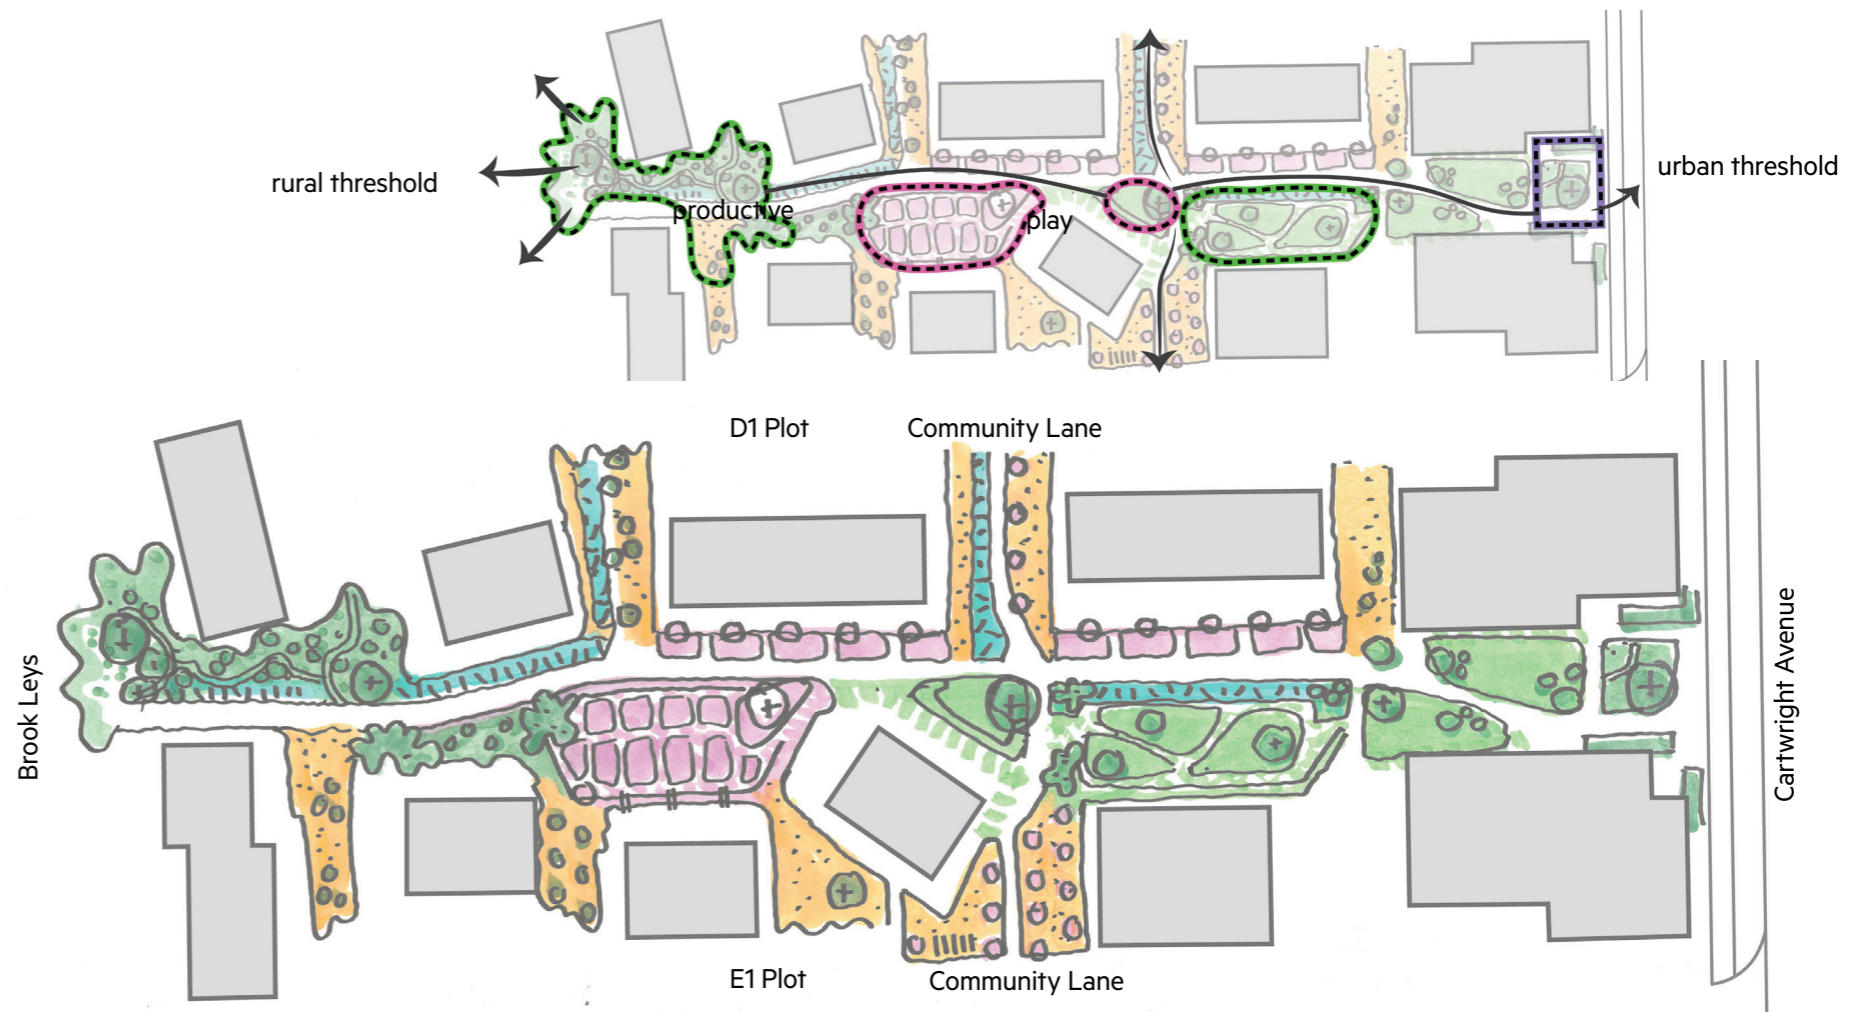 rural threshold
productive
play
urban threshold
D1 Plot
Community Lane
Brook Leys
Cartwright Avenue
E1 Plot
Community Lane